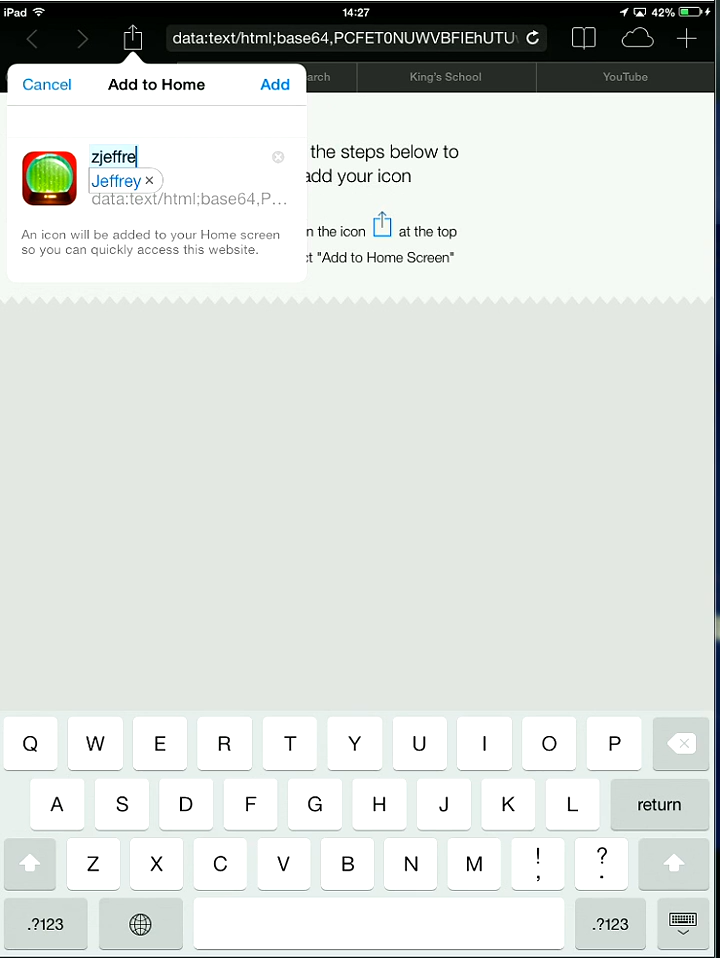 iPad 14:27 42%
data:text/html;base64,PCFET0NUWVBFIEhUTU
Cancel Add to Home Add
arch King's School YouTube
zjeffre
Jeffrey ×
data:text/html;base64,P...
An icon will be added to your Home screen
so you can quickly access this website.
the steps below to
add your icon
n the icon at the top
t "Add to Home Screen"
Q W E R T Y U I O P
A S D F G H J K L return
Z X C V B N M ! , ? .
.?123 .?123